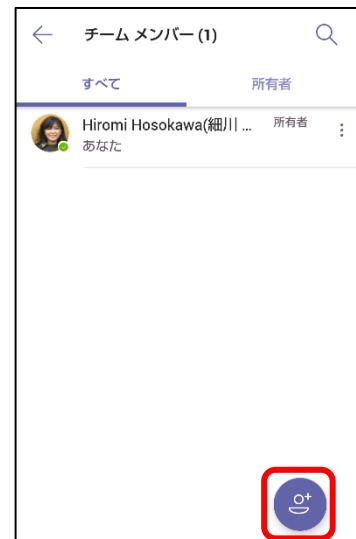 チーム メンバー (1)
すべて 所有者
Hiromi Hosokawa(細川 ... 所有者
あなた